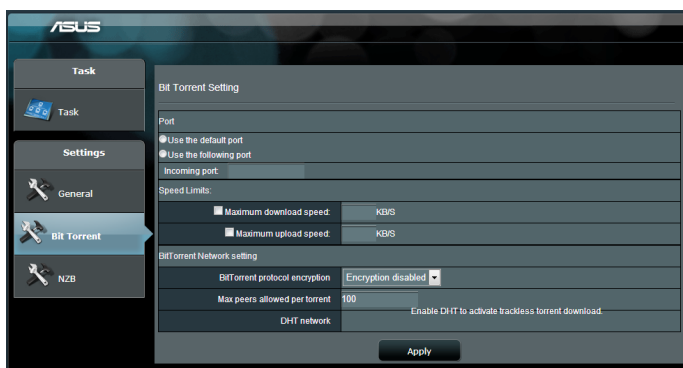 ASUS
Task
Task
Settings
General
Bit Torrent
NZB
Bit Torrent Setting
Port
Use the default port
Use the following port
Incoming port:
Speed Limits:
Maximum download speed: KB/S
Maximum upload speed: KB/S
BitTorrent Network setting
BitTorrent protocol encryption Encryption disabled
Max peers allowed per torrent 100
DHT network Enable DHT to activate trackless torrent download.
Apply